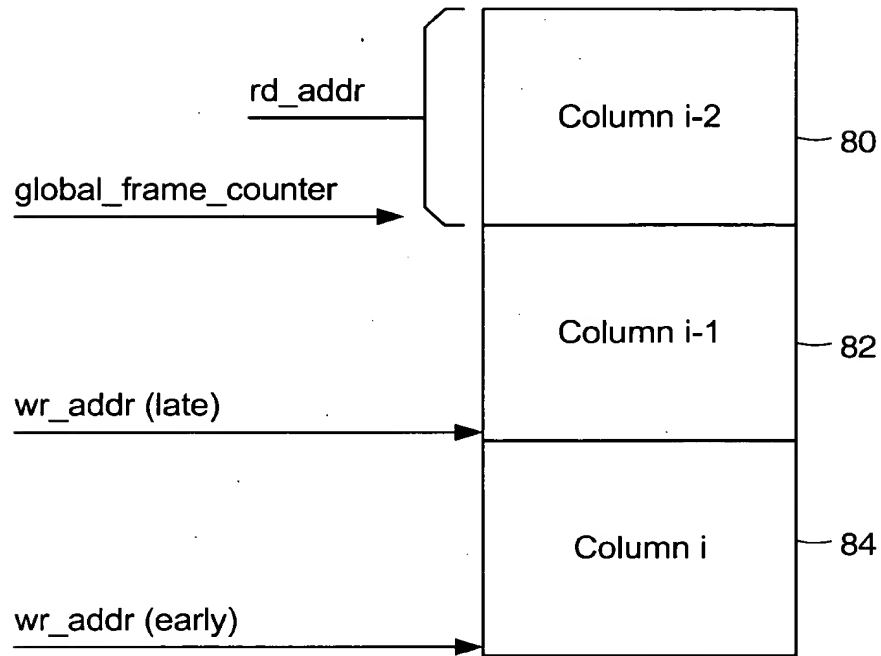 rd_addr
Column i-2
80
global_frame_counter
Column i-1
82
wr_addr (late)
Column i
84
wr_addr (early)